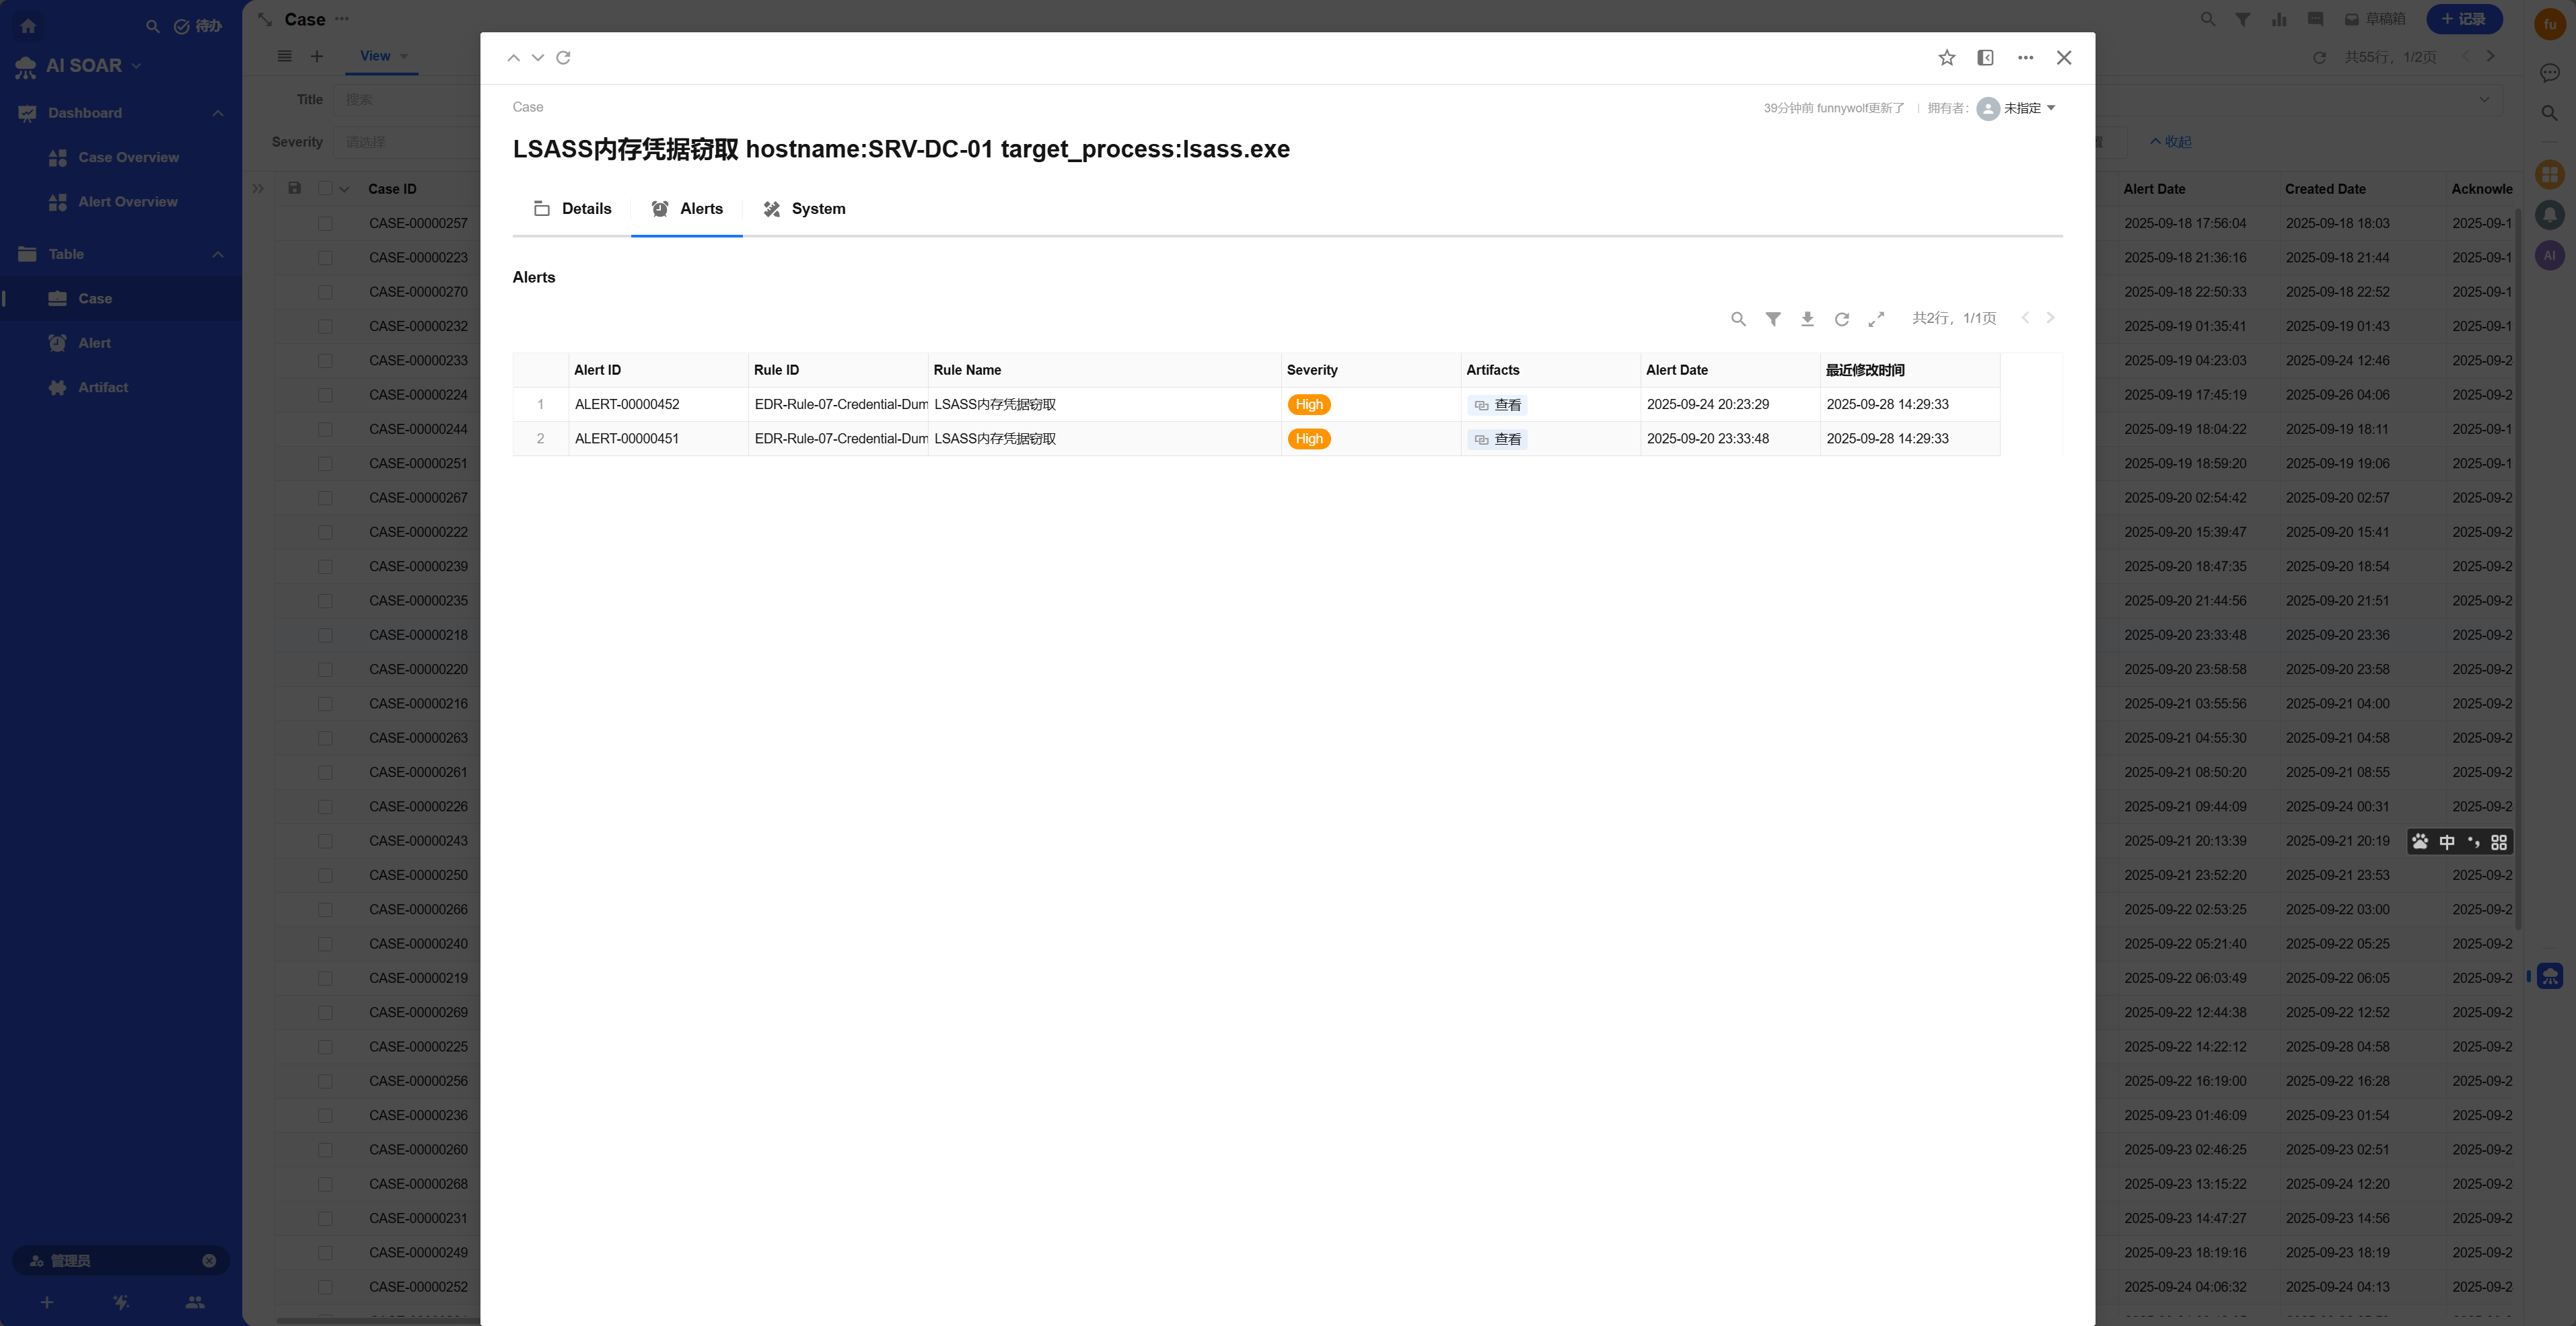 待办
AI SOAR
Dashboard
Case Overview
Alert Overview
Table
Case
Alert
Artifact
管理员
Case
草稿箱
记录
fu
View
共55行，1/2页
Title
搜索
Severity
请选择
收起
Case ID
Alert Date
Created Date
Acknowle
CASE-00000257
2025-09-18 17:56:04
2025-09-18 18:03
2025-09-1
CASE-00000223
2025-09-18 21:36:16
2025-09-18 21:44
2025-09-1
CASE-00000270
2025-09-18 22:50:33
2025-09-18 22:52
2025-09-1
CASE-00000232
2025-09-19 01:35:41
2025-09-19 01:43
2025-09-1
CASE-00000233
2025-09-19 04:23:03
2025-09-24 12:46
2025-09-2
CASE-00000224
2025-09-19 17:45:19
2025-09-26 04:06
2025-09-2
CASE-00000244
2025-09-19 18:04:22
2025-09-19 18:11
2025-09-1
CASE-00000251
2025-09-19 18:59:20
2025-09-19 19:06
2025-09-1
CASE-00000267
2025-09-20 02:54:42
2025-09-20 02:57
2025-09-2
CASE-00000222
2025-09-20 15:39:47
2025-09-20 15:41
2025-09-2
CASE-00000239
2025-09-20 18:47:35
2025-09-20 18:54
2025-09-2
CASE-00000235
2025-09-20 21:44:56
2025-09-20 21:51
2025-09-2
CASE-00000218
2025-09-20 23:33:48
2025-09-20 23:36
2025-09-2
CASE-00000220
2025-09-20 23:58:58
2025-09-20 23:58
2025-09-2
CASE-00000216
2025-09-21 03:55:56
2025-09-21 04:00
2025-09-2
CASE-00000263
2025-09-21 04:55:30
2025-09-21 04:58
2025-09-2
CASE-00000261
2025-09-21 08:50:20
2025-09-21 08:55
2025-09-2
CASE-00000226
2025-09-21 09:44:09
2025-09-24 00:31
2025-09-2
CASE-00000243
2025-09-21 20:13:39
2025-09-21 20:19
中
CASE-00000250
2025-09-21 23:52:20
2025-09-21 23:53
2025-09-2
CASE-00000266
2025-09-22 02:53:25
2025-09-22 03:00
2025-09-2
CASE-00000240
2025-09-22 05:21:40
2025-09-22 05:25
2025-09-2
CASE-00000219
2025-09-22 06:03:49
2025-09-22 06:05
2025-09-2
CASE-00000269
2025-09-22 12:44:38
2025-09-22 12:52
2025-09-2
CASE-00000225
2025-09-22 14:22:12
2025-09-28 04:58
2025-09-2
CASE-00000256
2025-09-22 16:19:00
2025-09-22 16:28
2025-09-2
CASE-00000236
2025-09-23 01:46:09
2025-09-23 01:54
2025-09-2
CASE-00000260
2025-09-23 02:46:25
2025-09-23 02:51
2025-09-2
CASE-00000268
2025-09-23 13:15:22
2025-09-24 12:20
2025-09-2
CASE-00000231
2025-09-23 14:47:27
2025-09-23 14:56
2025-09-2
CASE-00000249
2025-09-23 18:19:16
2025-09-23 18:19
2025-09-2
CASE-00000252
2025-09-24 04:06:32
2025-09-24 04:13
2025-09-2
AI
Case
39分钟前 funnywolf更新了
拥有者：
未指定
LSASS内存凭据窃取 hostname:SRV-DC-01 target_process:lsass.exe
Details
Alerts
System
Alerts
共2行，1/1页
Alert ID
Rule ID
Rule Name
Severity
Artifacts
Alert Date
最近修改时间
1
ALERT-00000452
EDR-Rule-07-Credential-Dum
LSASS内存凭据窃取
High
查看
2025-09-24 20:23:29
2025-09-28 14:29:33
2
ALERT-00000451
EDR-Rule-07-Credential-Dum
LSASS内存凭据窃取
High
查看
2025-09-20 23:33:48
2025-09-28 14:29:33